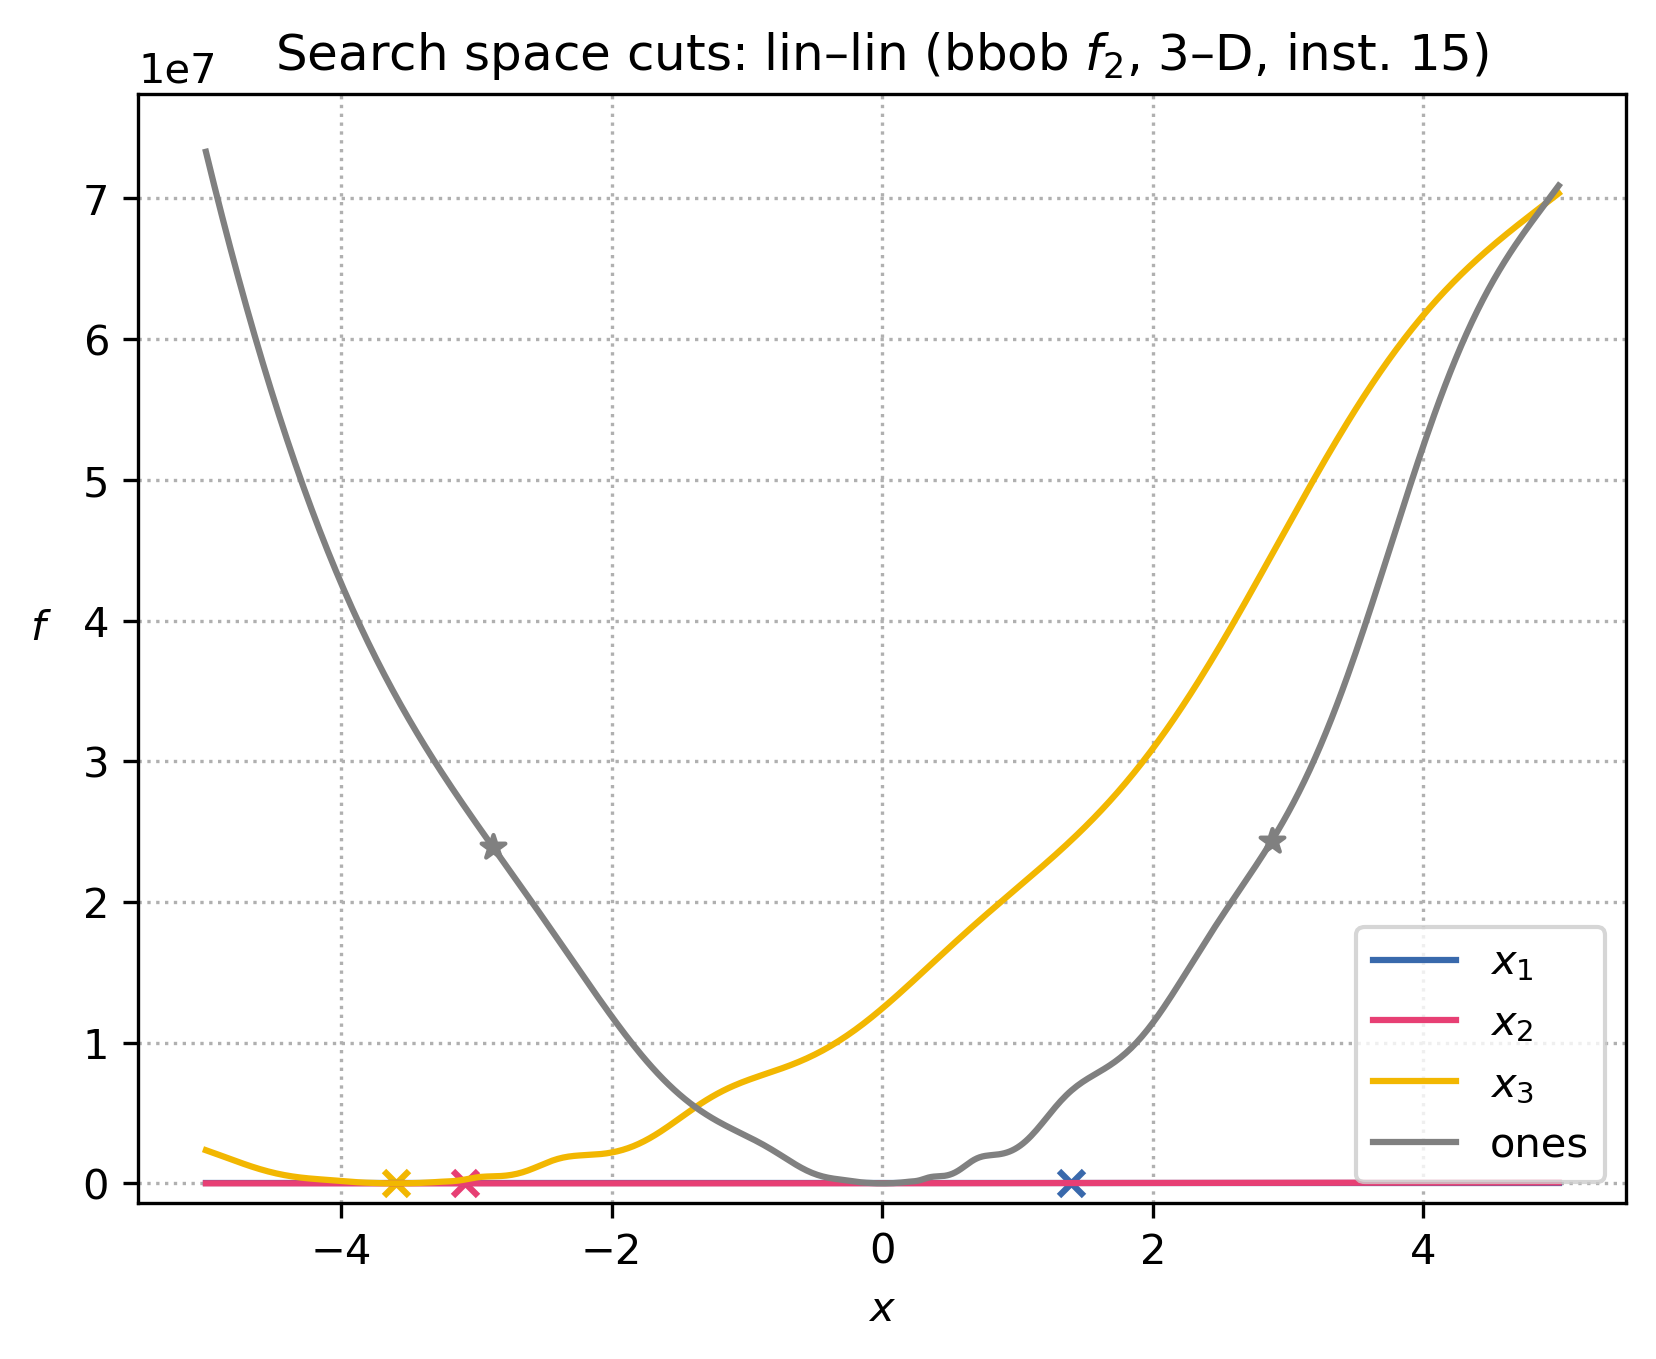 Search space cuts: lin–lin (bbob f₂, 3–D, inst. 15)
1e7
7
6
5
4
3
2
1
0
f
−4
−2
0
2
4
x
x₁
x₂
x₃
ones